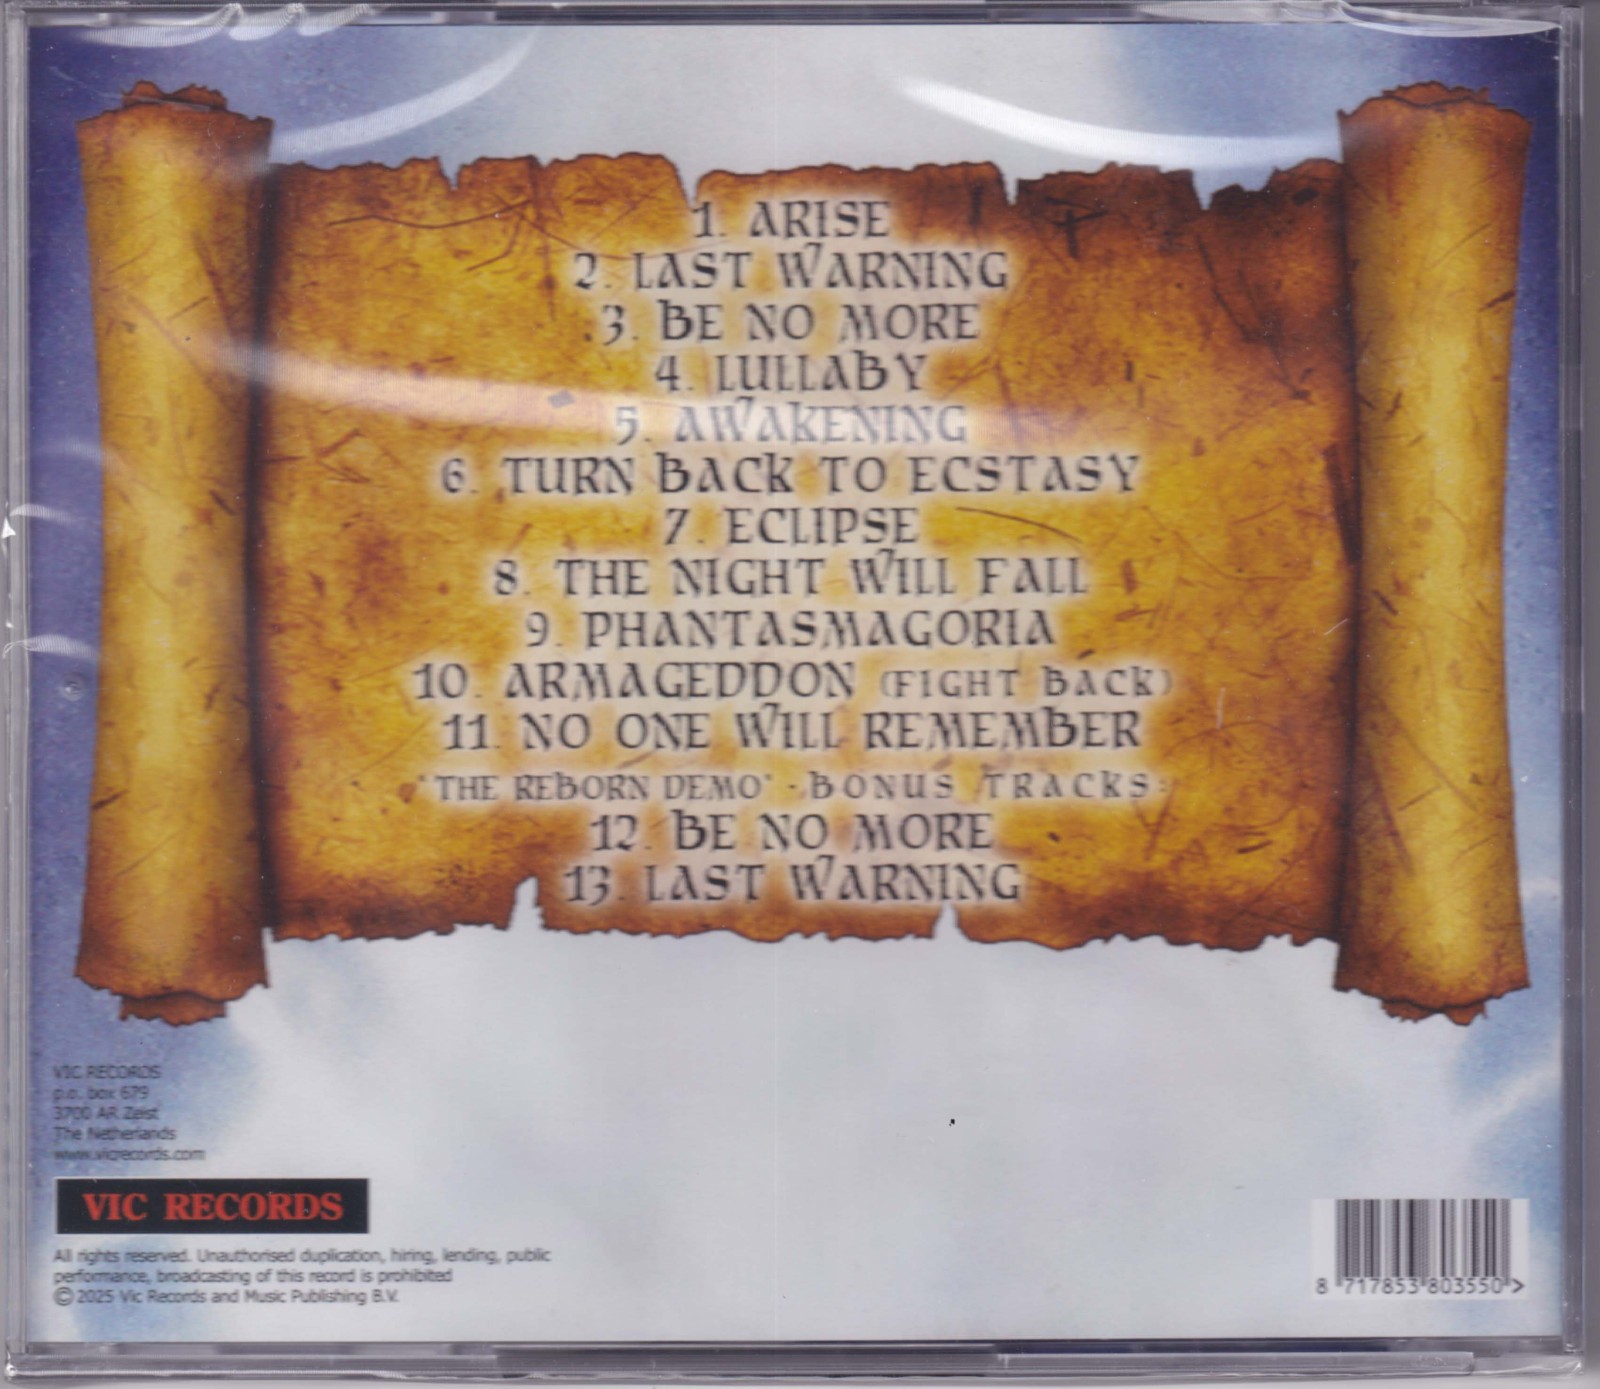 1. ARISE
2. LAST WARNING
3. BE NO MORE
4. LULLABY
5. AWAKENING
6. TURN BACK TO ECSTASY
7. ECLIPSE
8. THE NIGHT WILL FALL
9. PHANTASMAGORIA
10. ARMAGEDDON (FIGHT BACK)
11. NO ONE WILL REMEMBER
'THE REBORN DEMO' - BONUS TRACKS:
12. BE NO MORE
13. LAST WARNING
VIC RECORDS
p.o. box 679
3700 AR Zeist
The Netherlands
www.vicrecords.com
VIC RECORDS
All rights reserved. Unauthorised duplication, hiring, lending, public
performance, broadcasting of this record is prohibited
© 2025 Vic Records and Music Publishing B.V.
8 717853 803550 >